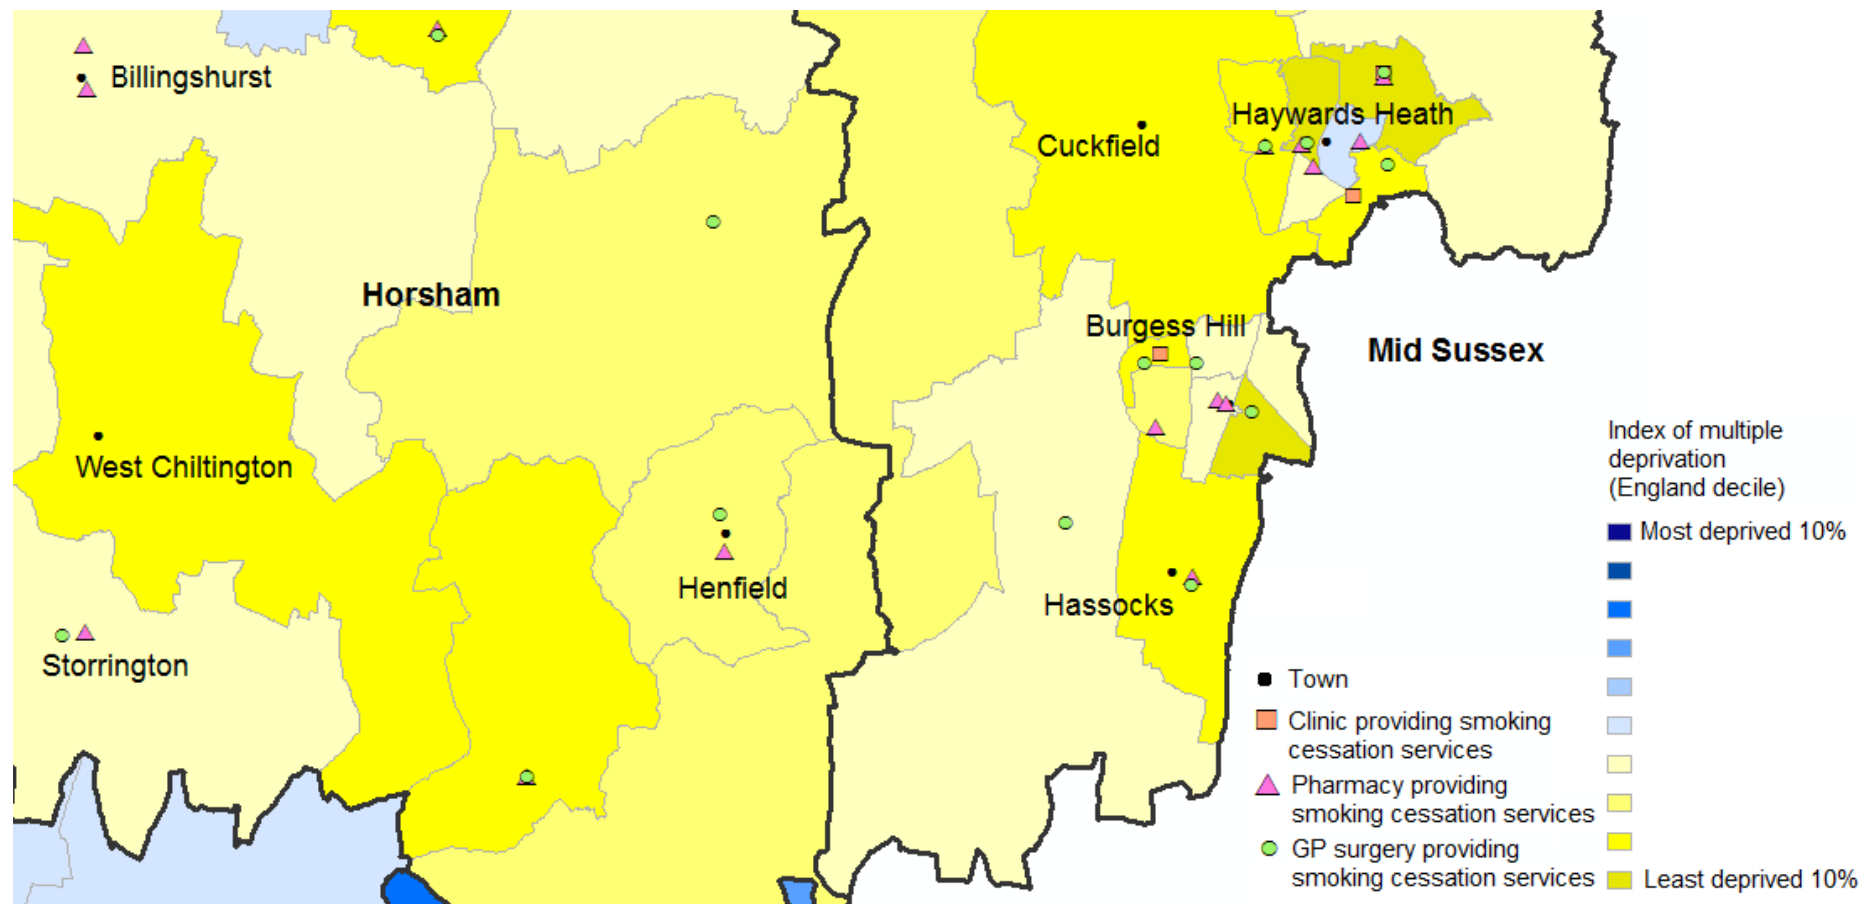 Billingshurst
Haywards Heath
Cuckfield
Horsham
Burgess Hill
Mid Sussex
West Chiltington
Henfield
Hassocks
Storrington
Index of multiple
deprivation
(England decile)
Most deprived 10%
Least deprived 10%
Town
Clinic providing smoking
cessation services
Pharmacy providing
smoking cessation services
GP surgery providing
smoking cessation services